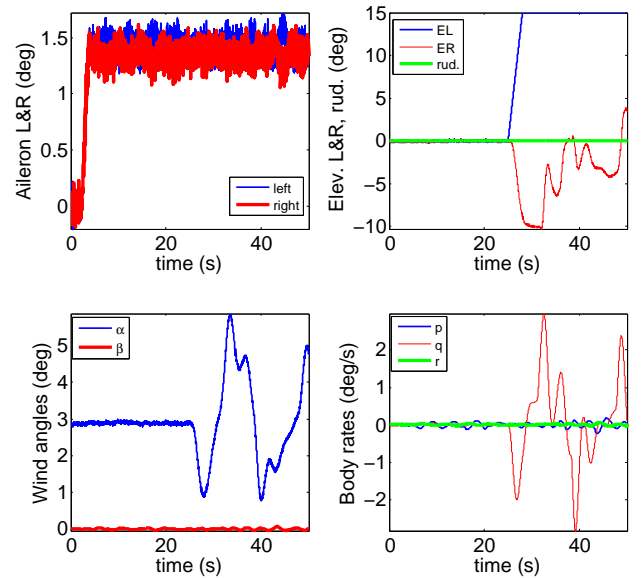 Aileron L&R (deg)
1.5
1
0.5
0
left
right
0
20
40
time (s)
Elev. L&R, rud. (deg)
15
10
5
0
−5
−10
EL
ER
rud.
0
20
40
time (s)
Wind angles (deg)
5
4
3
2
1
0
α
β
0
20
40
time (s)
Body rates (deg/s)
2
1
0
−1
−2
p
q
r
0
20
40
time (s)